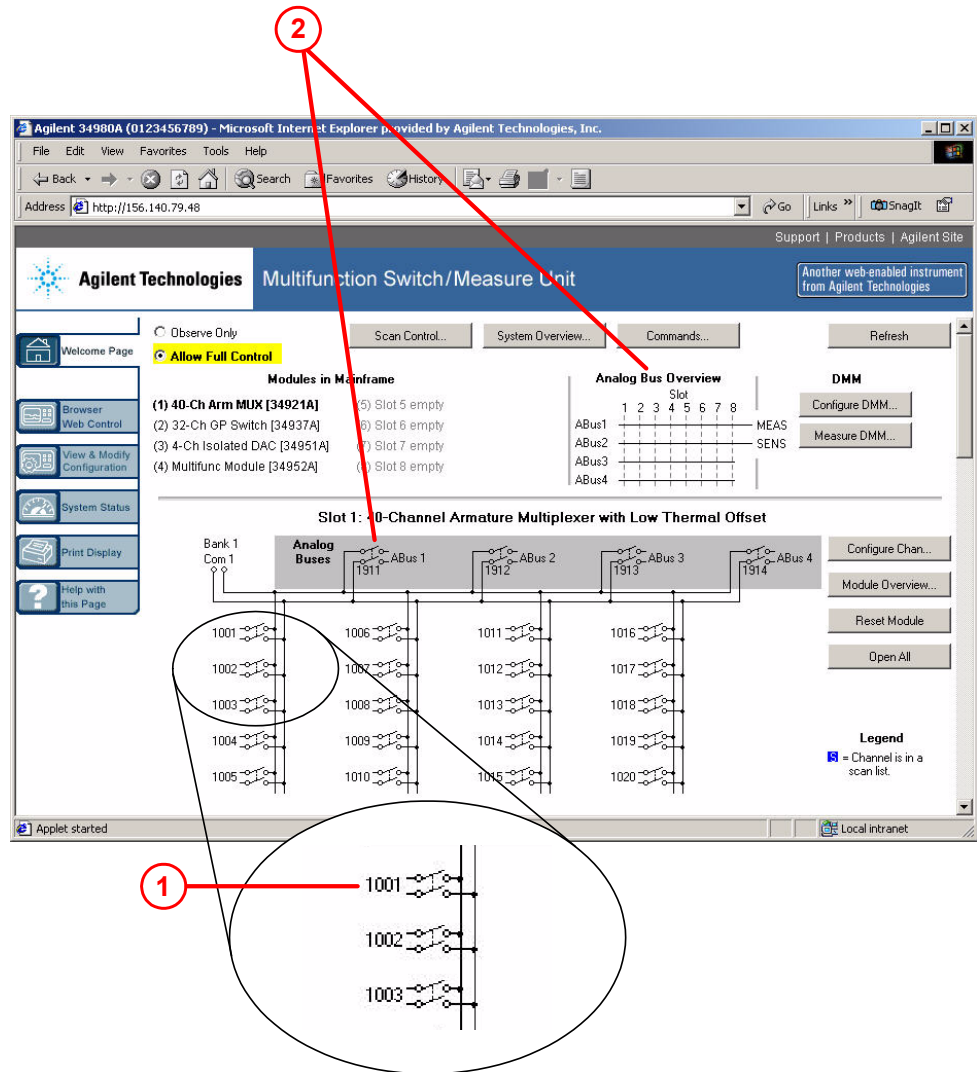 2
Agilent 34980A (0123456789) - Microsoft Internet Explorer provided by Agilent Technologies, Inc.
File Edit View Favorites Tools Help
Back Search Favorites History
Address http://156.140.79.48 Go Links » SnagIt
Support | Products | Agilent Site
Agilent Technologies Multifunction Switch/Measure Unit
Another web-enabled instrument
from Agilent Technologies
Welcome Page
Browser
Web Control
View & Modify
Configuration
System Status
Print Display
Help with
this Page
Observe Only
Allow Full Control
Scan Control... System Overview... Commands... Refresh
Modules in Mainframe
(1) 40-Ch Arm MUX [34921A] (5) Slot 5 empty
(2) 32-Ch GP Switch [34937A] (6) Slot 6 empty
(3) 4-Ch Isolated DAC [34951A] (7) Slot 7 empty
(4) Multifunc Module [34952A] (8) Slot 8 empty
Analog Bus Overview
Slot
1 2 3 4 5 6 7 8
ABus1 MEAS
ABus2 SENS
ABus3
ABus4
DMM
Configure DMM...
Measure DMM...
Slot 1: 40-Channel Armature Multiplexer with Low Thermal Offset
Bank 1
Com 1
Analog
Buses
ABus 1 ABus 2 ABus 3 ABus 4
1911 1912 1913 1914
1001 1006 1011 1016
1002 1007 1012 1017
1003 1008 1013 1018
1004 1009 1014 1019
1005 1010 1015 1020
Configure Chan...
Module Overview...
Reset Module
Open All
Legend
S = Channel is in a
scan list.
Applet started Local intranet
1
1001
1002
1003